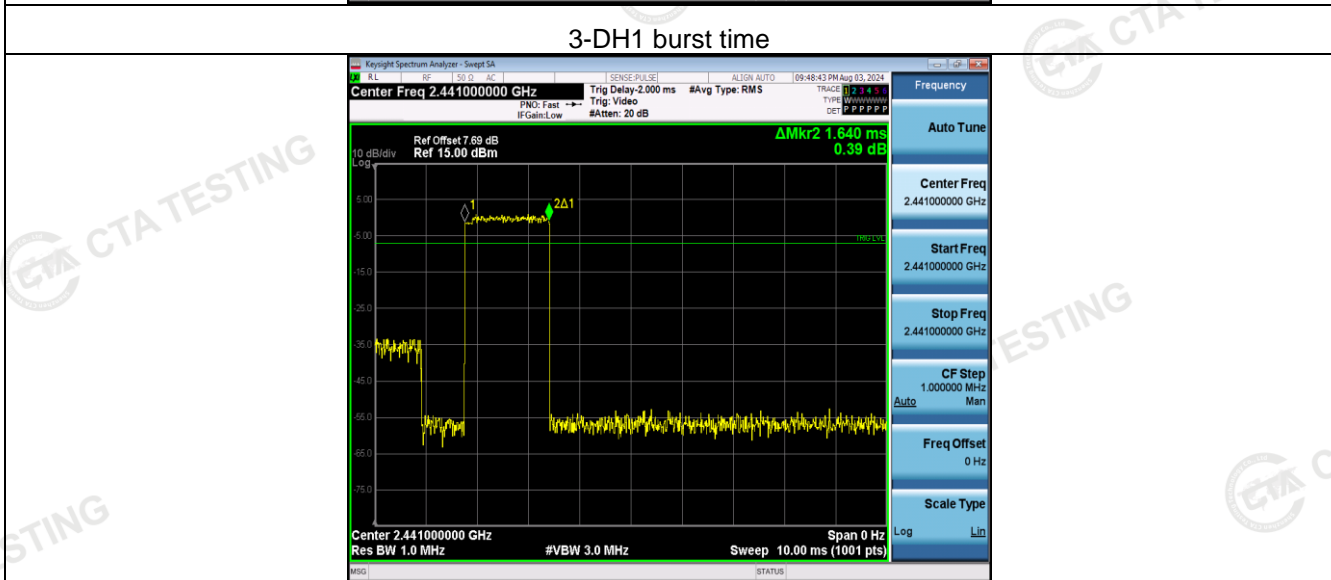 3-DH1 burst time
Keysight Spectrum Analyzer - Swept SA
RL RF 50 Ω AC SENSE:PULSE ALIGN AUTO 09:48:43 PM Aug 03, 2024
Center Freq 2.441000000 GHz
PNO: Fast
IFGain:Low
Trig Delay-2.000 ms
Trig: Video
#Atten: 20 dB
#Avg Type: RMS
TRACE 1 2 3 4 5 6
TYPE WWWWWW
DET P P P P P P
Frequency
Auto Tune
Center Freq
2.441000000 GHz
Start Freq
2.441000000 GHz
Stop Freq
2.441000000 GHz
CF Step
1.000000 MHz
Auto Man
Freq Offset
0 Hz
Scale Type
Log Lin
ΔMkr2 1.640 ms
0.39 dB
Ref Offset 7.69 dB
10 dB/div Ref 15.00 dBm
Log
5.00
-5.00
-15.0
-25.0
-35.0
-45.0
-55.0
-65.0
-75.0
1
2Δ1
TRIG LVL
Center 2.441000000 GHz Span 0 Hz
Res BW 1.0 MHz #VBW 3.0 MHz Sweep 10.00 ms (1001 pts)
MSG STATUS
CTA TESTING
CTA
TESTING
STING